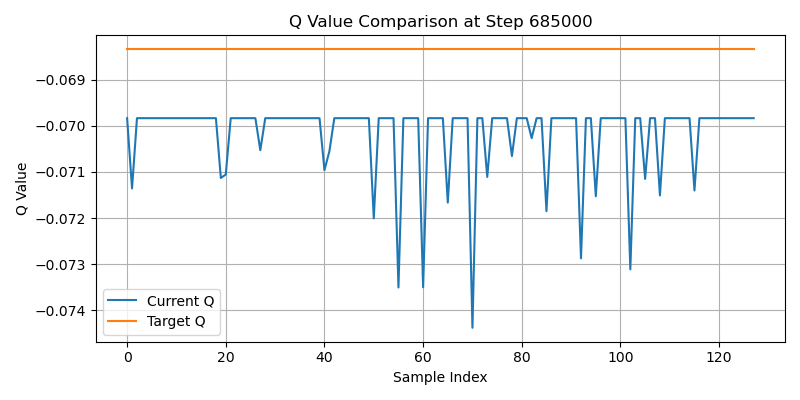 Q Value Comparison at Step 685000
Q Value
−0.069
−0.070
−0.071
−0.072
−0.073
−0.074
Current Q
Target Q
0 20 40 60 80 100 120
Sample Index